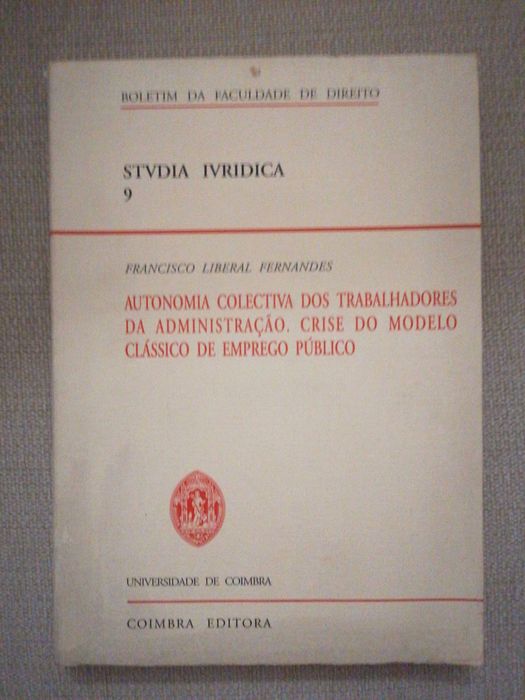 BOLETIM DA FACULDADE DE DIREITO
STVDIA IVRIDICA
9
FRANCISCO LIBERAL FERNANDES
AUTONOMIA COLECTIVA DOS TRABALHADORES
DA ADMINISTRAÇÃO. CRISE DO MODELO
CLÁSSICO DE EMPREGO PÚBLICO
UNIVERSIDADE DE COIMBRA
COIMBRA EDITORA